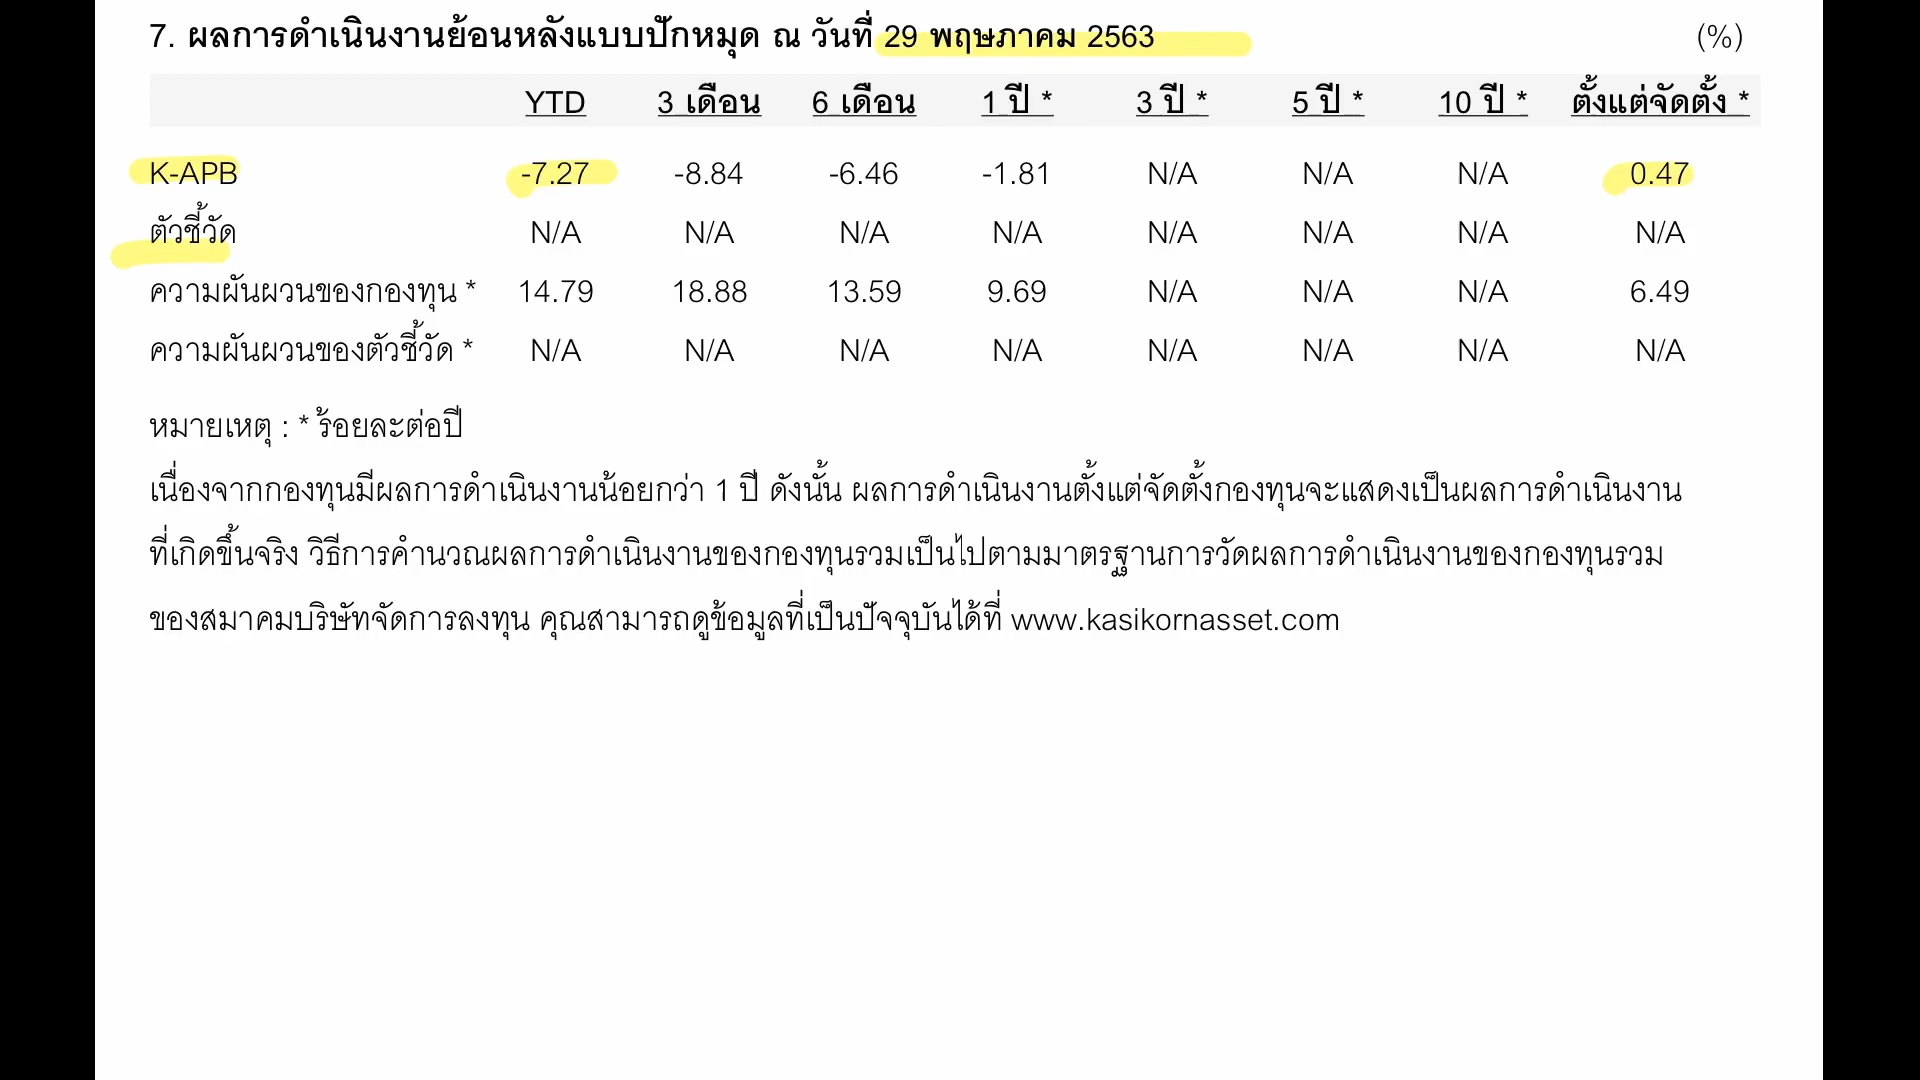 7. ผลการดำเนินงานย้อนหลังแบบปักหมุด ณ วันที่ 29 พฤษภาคม 2563 (%)
YTD 3 เดือน 6 เดือน 1 ปี * 3 ปี * 5 ปี * 10 ปี * ตั้งแต่จัดตั้ง *
K-APB -7.27 -8.84 -6.46 -1.81 N/A N/A N/A 0.47
ตัวชี้วัด N/A N/A N/A N/A N/A N/A N/A N/A
ความผันผวนของกองทุน * 14.79 18.88 13.59 9.69 N/A N/A N/A 6.49
ความผันผวนของตัวชี้วัด * N/A N/A N/A N/A N/A N/A N/A N/A
หมายเหตุ : * ร้อยละต่อปี
เนื่องจากกองทุนมีผลการดำเนินงานน้อยกว่า 1 ปี ดังนั้น ผลการดำเนินงานตั้งแต่จัดตั้งกองทุนจะแสดงเป็นผลการดำเนินงาน
ที่เกิดขึ้นจริง วิธีการคำนวณผลการดำเนินงานของกองทุนรวมเป็นไปตามมาตรฐานการวัดผลการดำเนินงานของกองทุนรวม
ของสมาคมบริษัทจัดการลงทุน คุณสามารถดูข้อมูลที่เป็นปัจจุบันได้ที่ www.kasikornasset.com